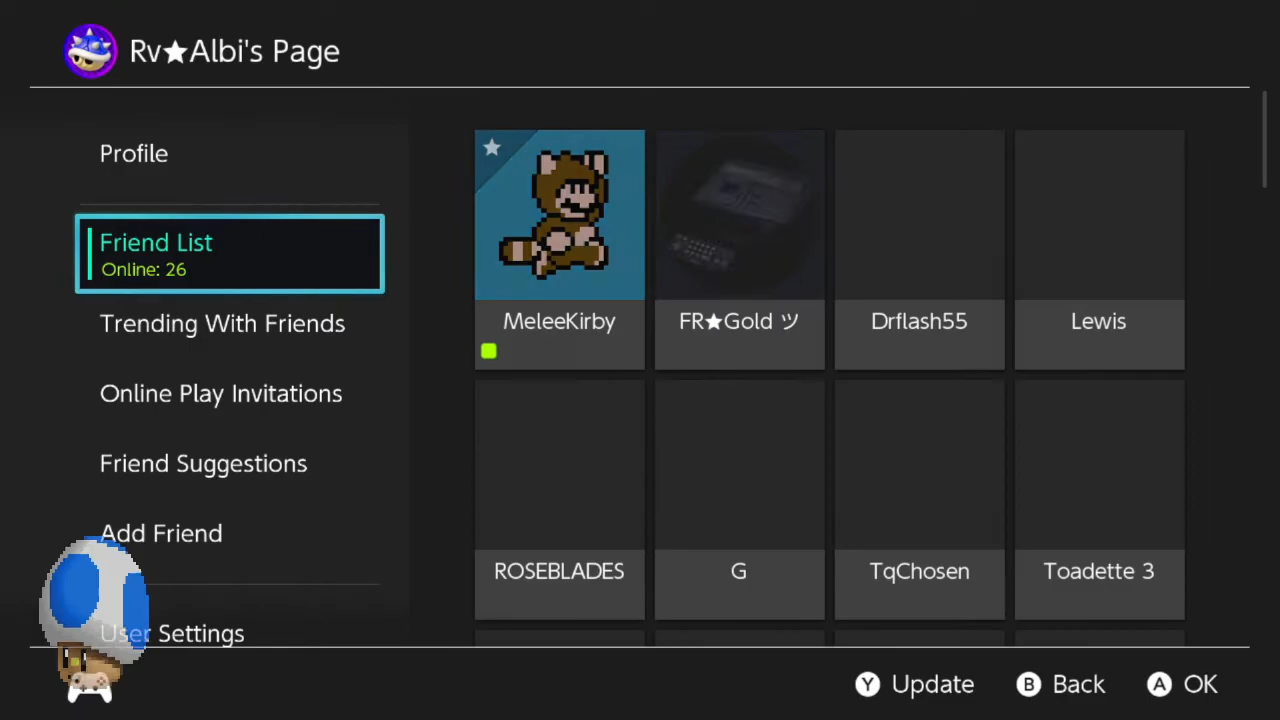 Rv★Albi's Page
Profile
Friend List
Online: 26
Trending With Friends
Online Play Invitations
Friend Suggestions
Add Friend
User Settings
MeleeKirby
FR★Gold ツ
Drflash55
Lewis
ROSEBLADES
G
TqChosen
Toadette 3
Y Update
B Back
A OK